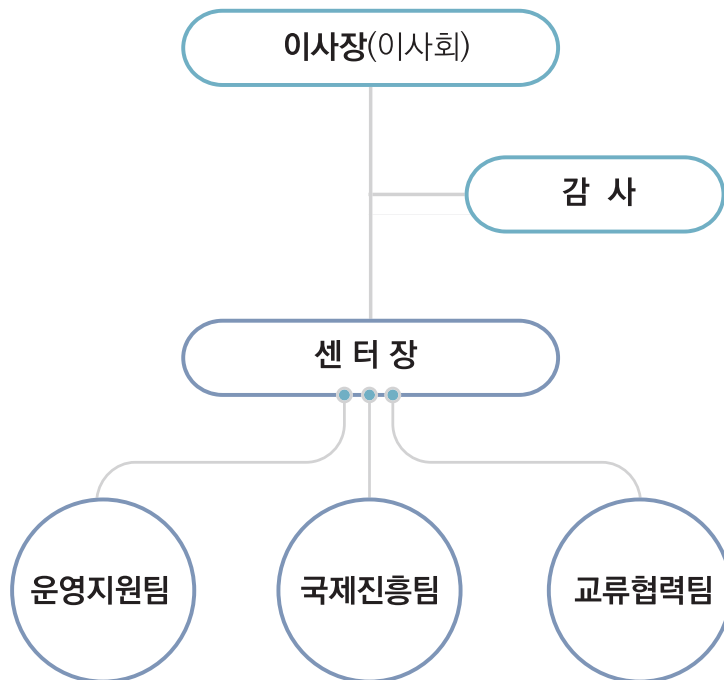 이사장(이사회)
감 사
센 터 장
운영지원팀
국제진흥팀
교류협력팀